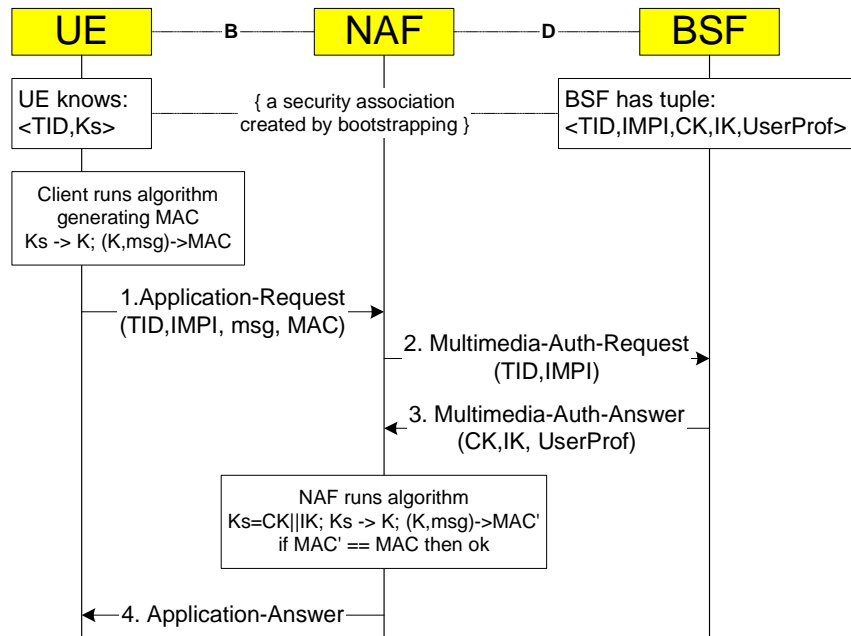 UE
B
NAF
D
BSF
UE knows:
<TID,Ks>
{ a security association
created by bootstrapping }
BSF has tuple:
<TID,IMPI,CK,IK,UserProf>
Client runs algorithm
generating MAC
Ks -> K; (K,msg)->MAC
1.Application-Request
(TID,IMPI, msg, MAC)
2. Multimedia-Auth-Request
(TID,IMPI)
3. Multimedia-Auth-Answer
(CK,IK, UserProf)
NAF runs algorithm
Ks=CK||IK; Ks -> K; (K,msg)->MAC'
if MAC' == MAC then ok
4. Application-Answer